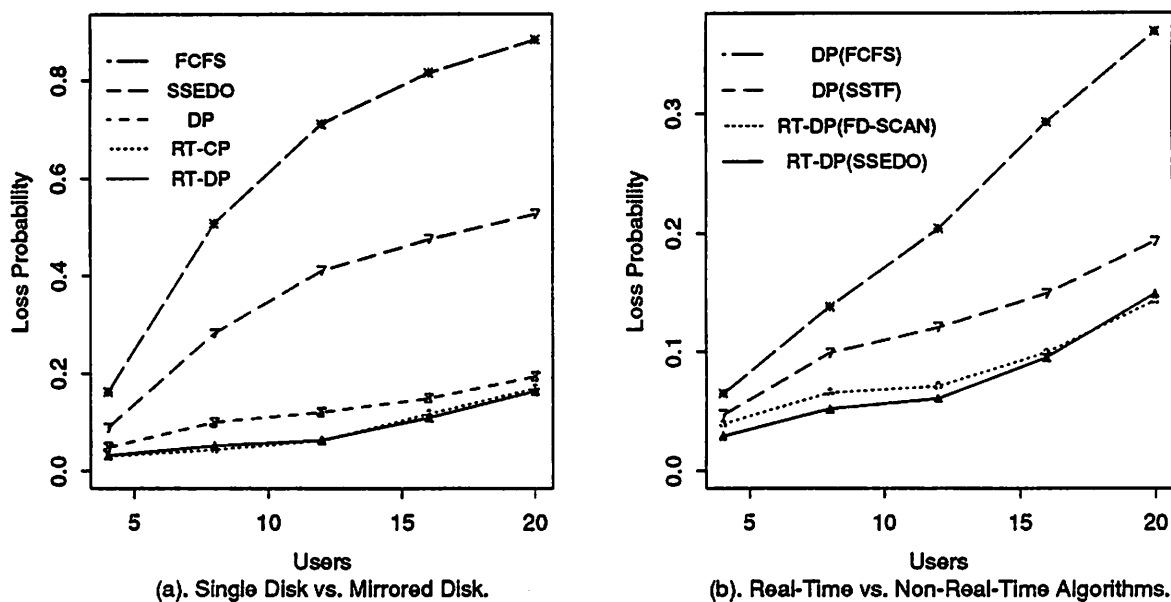 Loss Probability
0.0 0.2 0.4 0.6 0.8
FCFS
SSEDO
DP
RT-CP
RT-DP
5 10 15 20
Users
(a). Single Disk vs. Mirrored Disk.
Loss Probability
0.0 0.1 0.2 0.3
DP(FCFS)
DP(SSTF)
RT-DP(FD-SCAN)
RT-DP(SSEDO)
5 10 15 20
Users
(b). Real-Time vs. Non-Real-Time Algorithms.